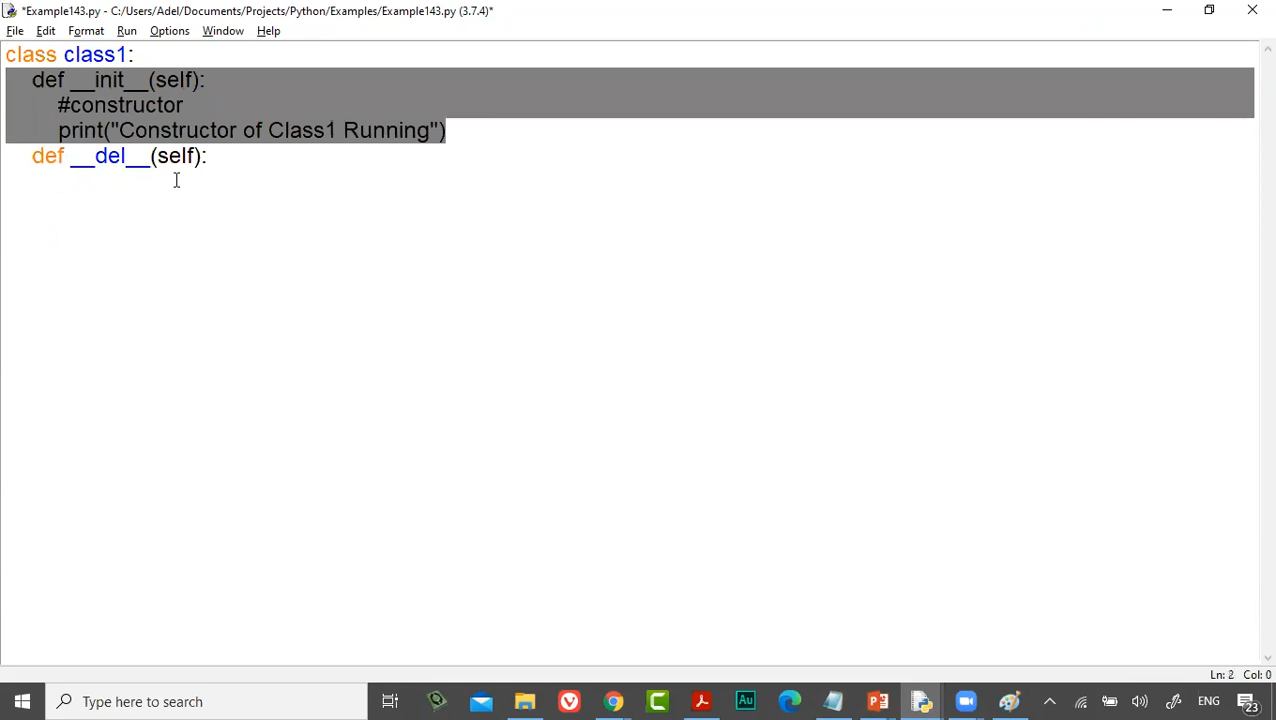 *Example143.py - C:/Users/Adel/Documents/Projects/Python/Examples/Example143.py (3.7.4)*
File Edit Format Run Options Window Help
class class1:
    def __init__(self):
        #constructor
        print("Constructor of Class1 Running")
    def __del__(self):
Ln: 2 Col: 0
Type here to search
Au
ENG
23